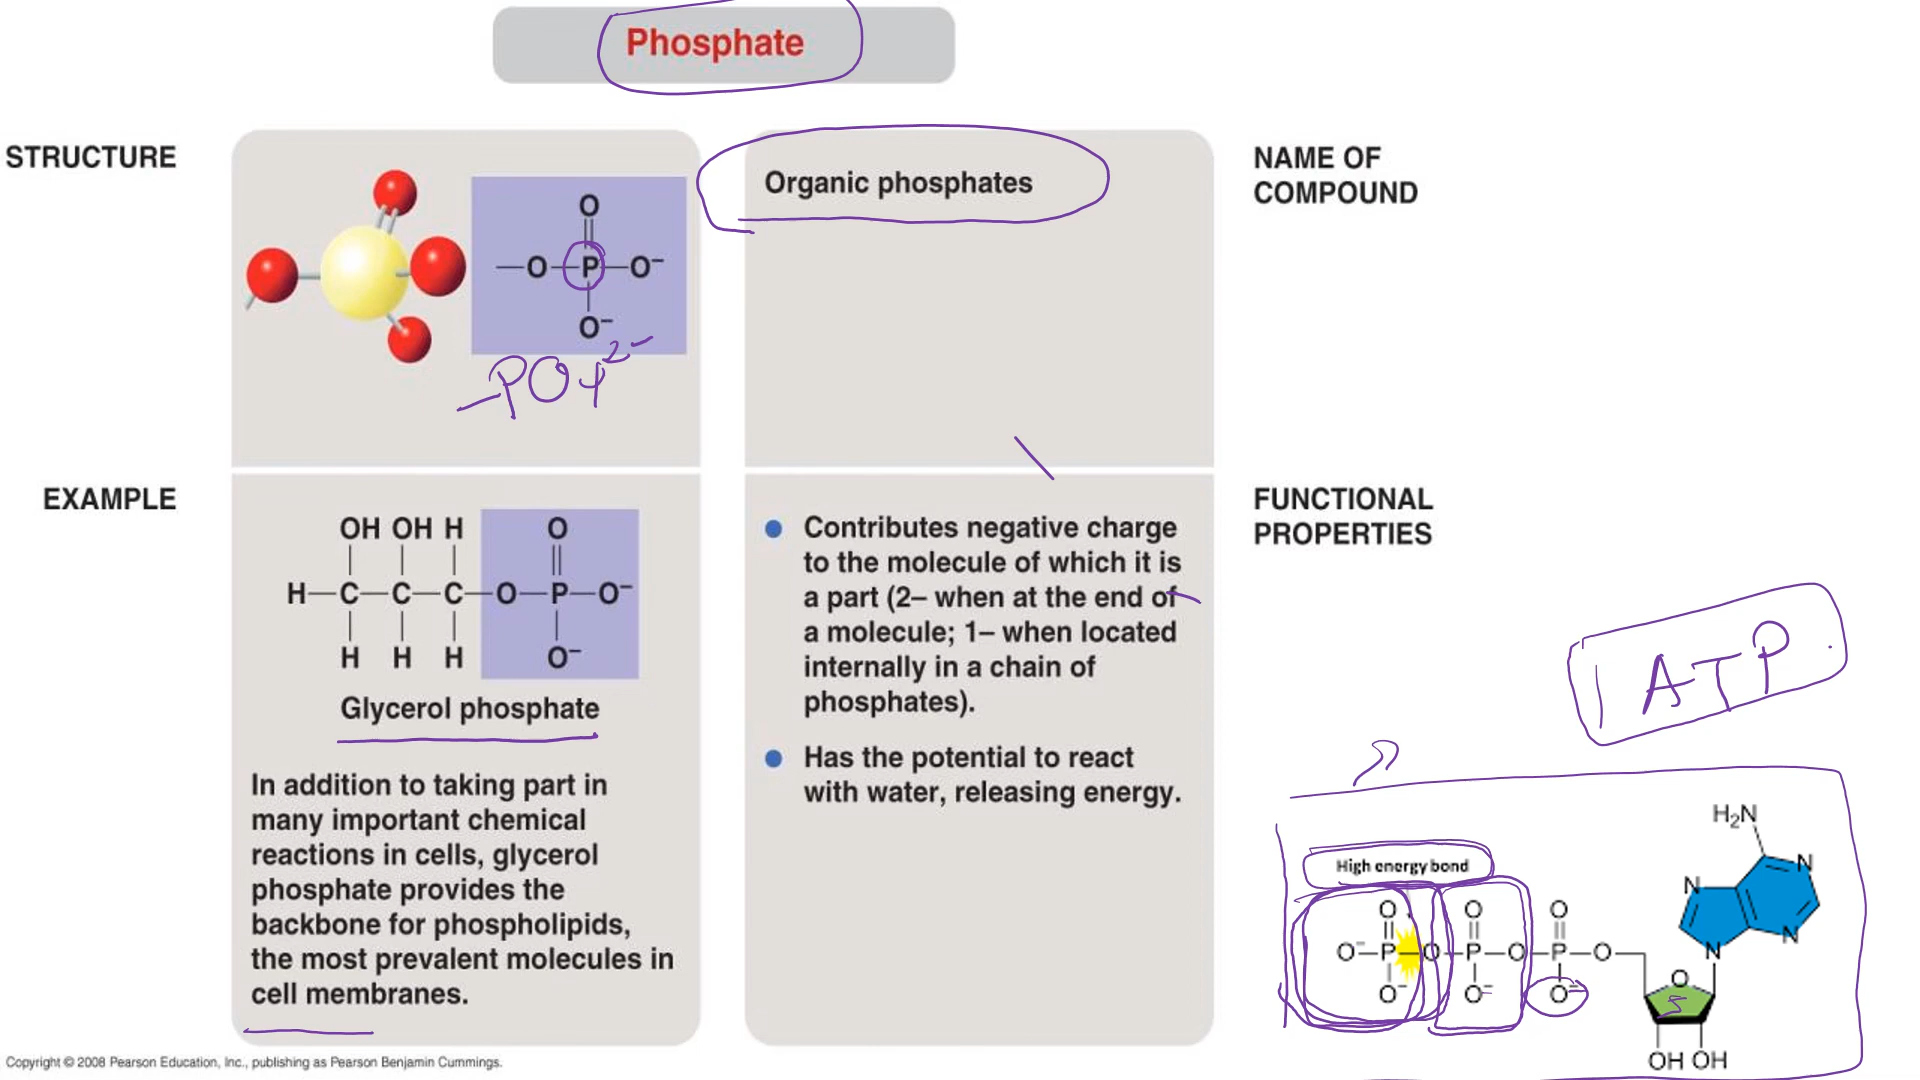 Phosphate
STRUCTURE
O
—O—P—O⁻
O⁻
-PO4²⁻
Organic phosphates
NAME OF
COMPOUND
EXAMPLE
OH OH H O
H—C—C—C—O—P—O⁻
H H H O⁻
Glycerol phosphate
In addition to taking part in
many important chemical
reactions in cells, glycerol
phosphate provides the
backbone for phospholipids,
the most prevalent molecules in
cell membranes.
Contributes negative charge
to the molecule of which it is
a part (2– when at the end of
a molecule; 1– when located
internally in a chain of
phosphates).
Has the potential to react
with water, releasing energy.
FUNCTIONAL
PROPERTIES
ATP
High energy bond
H₂N
N N
O O O
O⁻—P—O—P—O—P—O
N N
O⁻ O⁻ O⁻
O
OH OH
Copyright © 2008 Pearson Education, Inc., publishing as Pearson Benjamin Cummings.